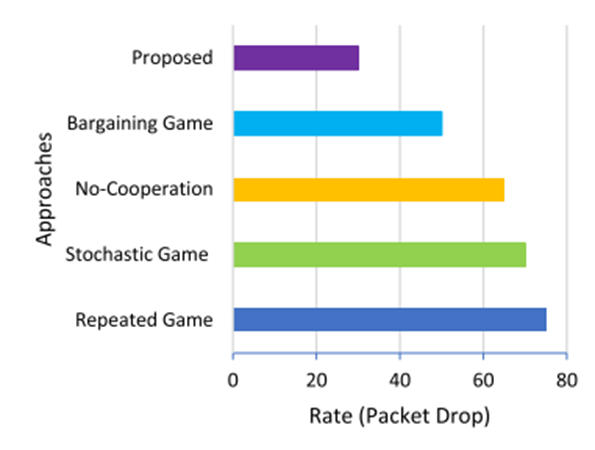 Proposed
Bargaining Game
No-Cooperation
Stochastic Game
Repeated Game
Approaches
0 20 40 60 80
Rate (Packet Drop)